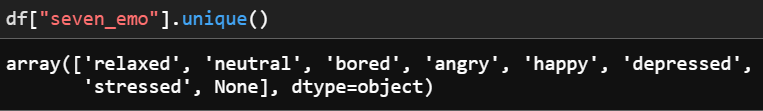 df["seven_emo"].unique()
array(['relaxed', 'neutral', 'bored', 'angry', 'happy', 'depressed',
'stressed', None], dtype=object)